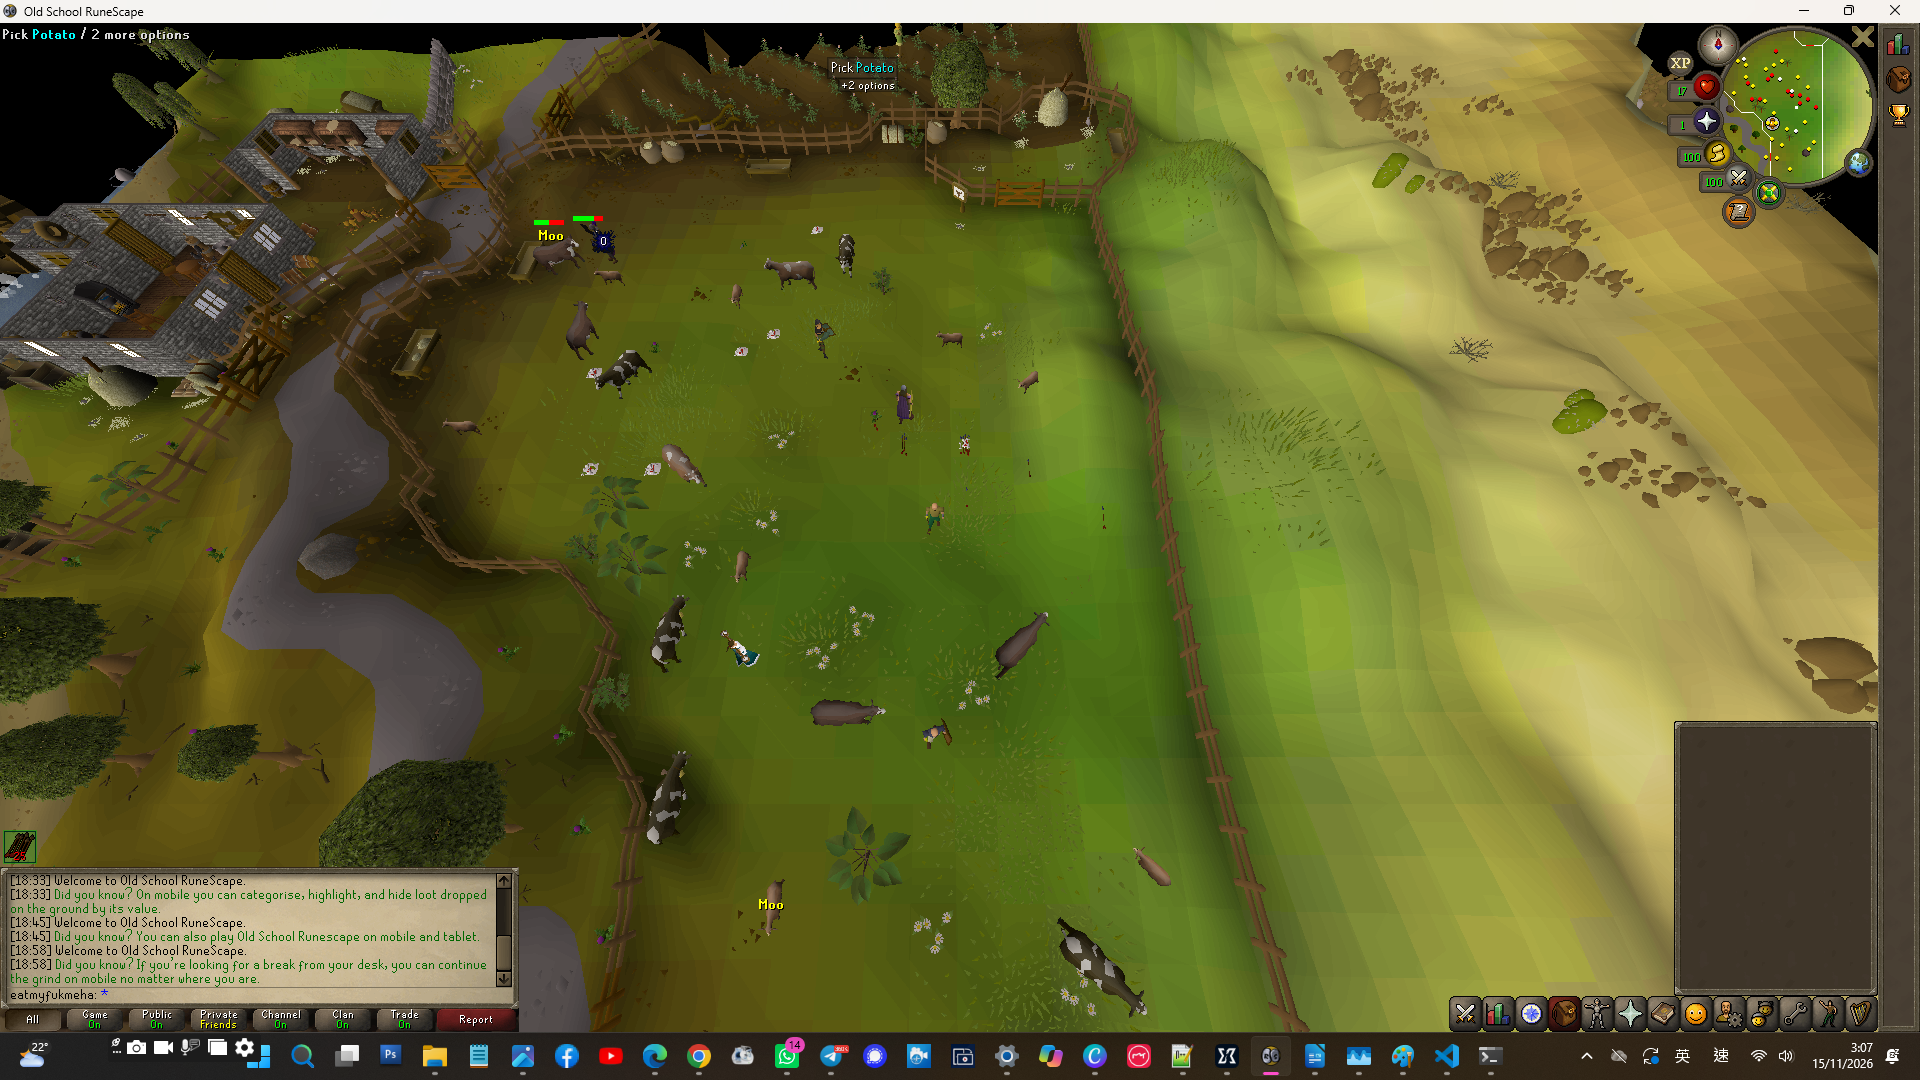 Old School RuneScape
Pick Potato / 2 more options
Pick Potato
+2 options
N
XP
17
1
100
100
Moo
0
Moo
[18:33] Welcome to Old School RuneScape.
[18:33] Did you know? On mobile you can categorise, highlight, and hide loot dropped
on the ground by its value.
[18:45] Welcome to Old School RuneScape.
[18:45] Did you know? You can also play Old School Runescape on mobile and tablet.
[18:58] Welcome to Old School RuneScape.
[18:58] Did you know? If you're looking for a break from your desk, you can continue
the grind on mobile no matter where you are.
eatmyfukmeha: *
All
Game
On
Public
On
Private
Friends
Channel
On
Clan
On
Trade
On
Report
22°
Ps
14
英
速
3:07
15/11/2026